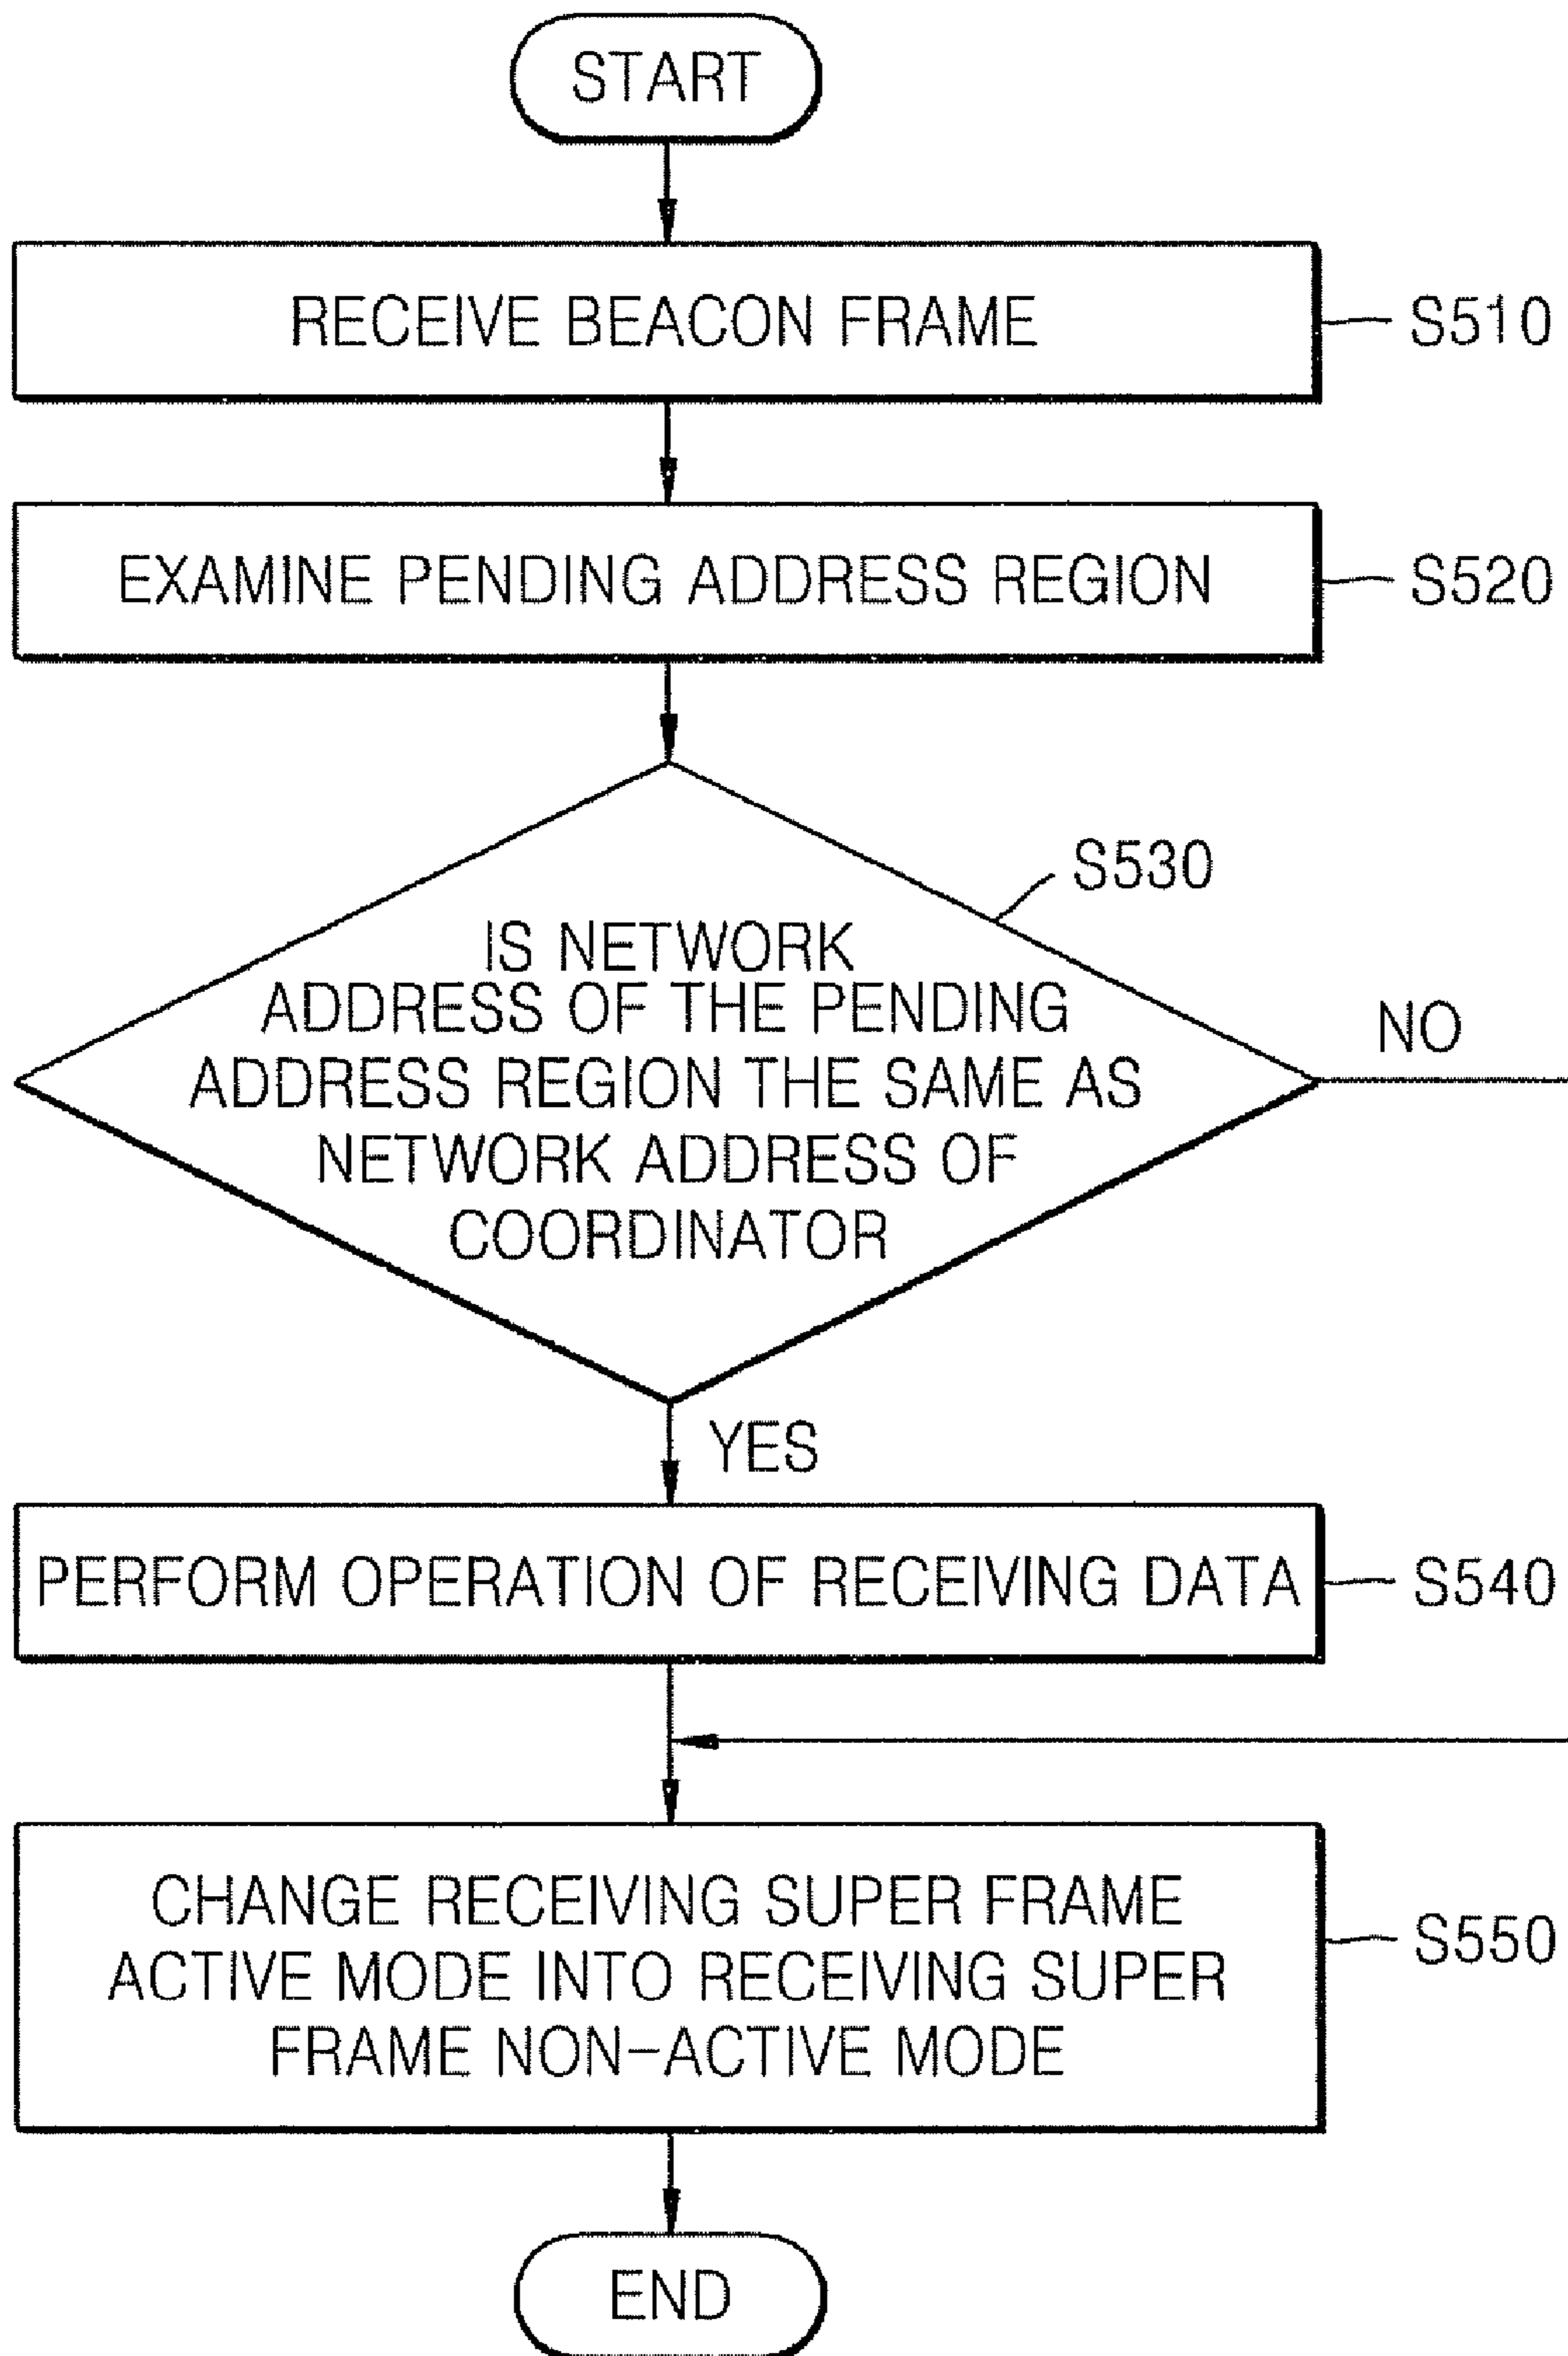 START
RECEIVE BEACON FRAME
S510
EXAMINE PENDING ADDRESS REGION
S520
S530
IS NETWORK
ADDRESS OF THE PENDING
ADDRESS REGION THE SAME AS
NETWORK ADDRESS OF
COORDINATOR
NO
YES
PERFORM OPERATION OF RECEIVING DATA
S540
CHANGE RECEIVING SUPER FRAME
ACTIVE MODE INTO RECEIVING SUPER
FRAME NON-ACTIVE MODE
S550
END